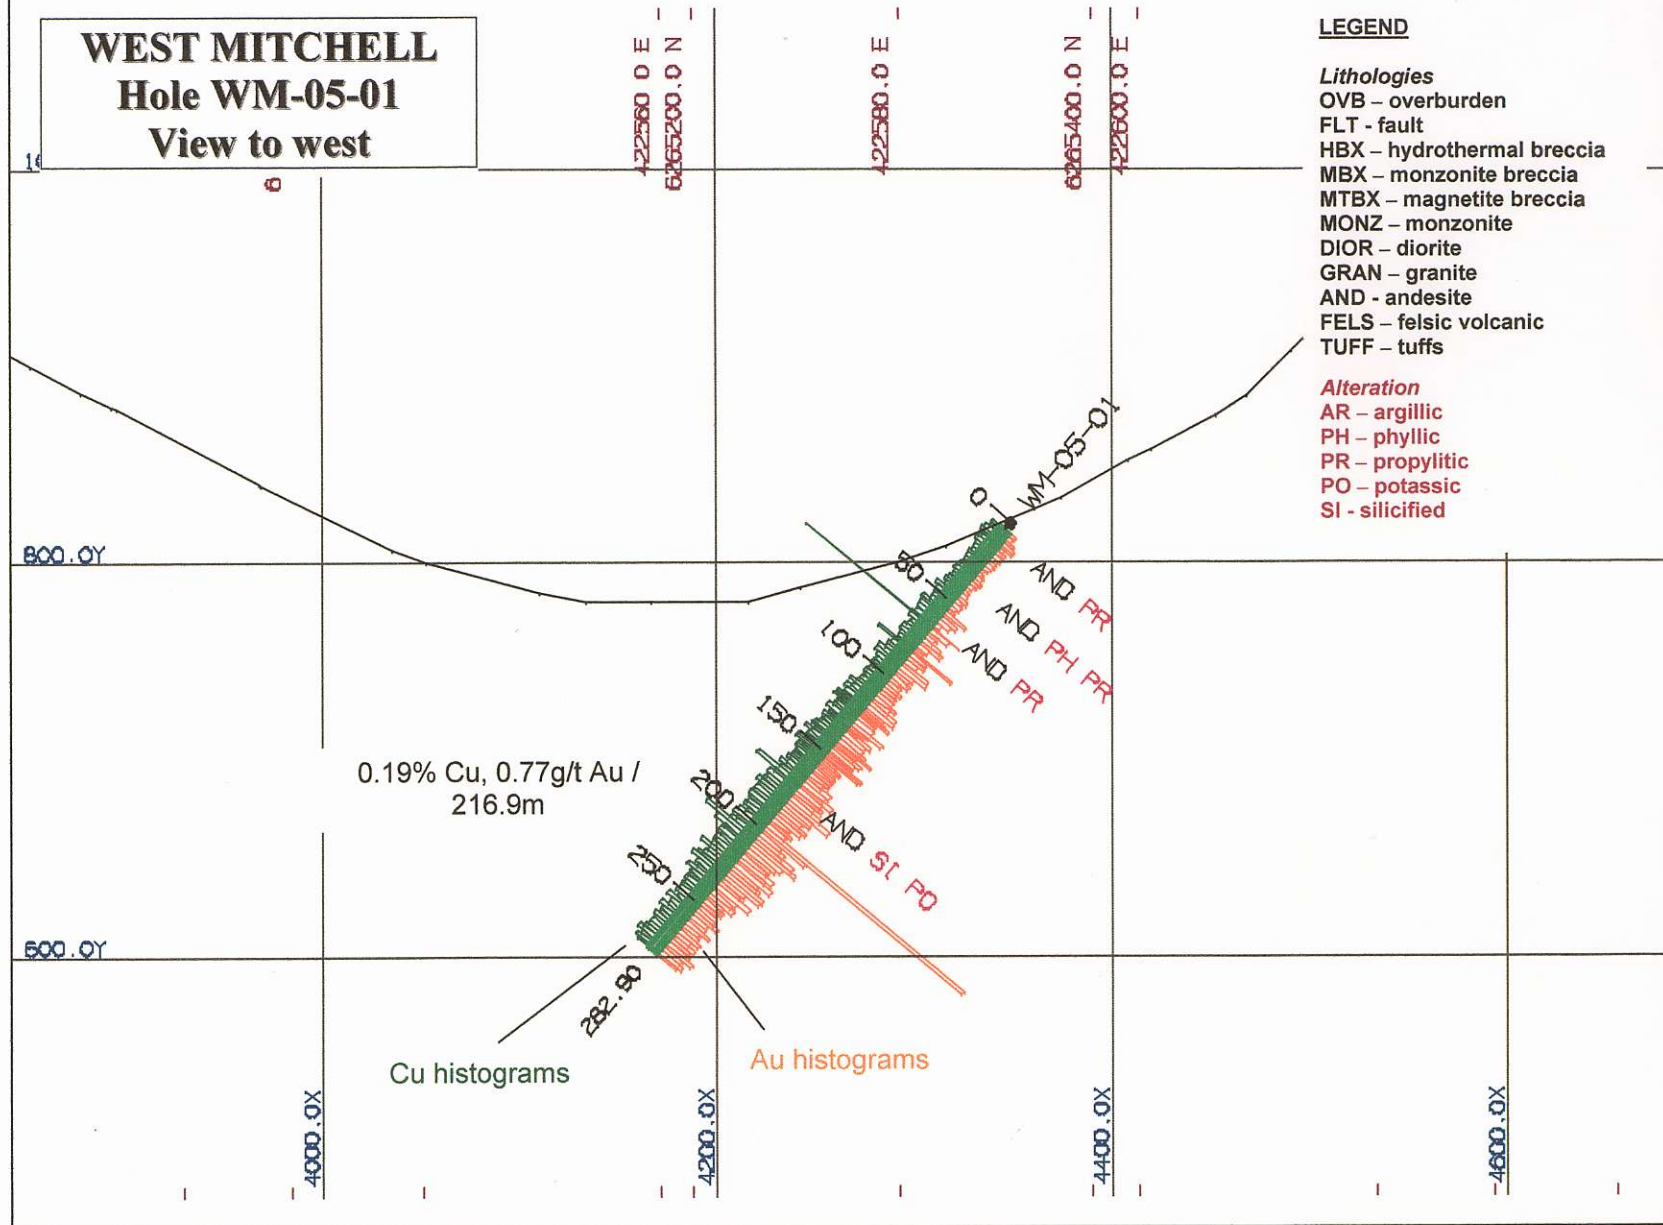 WEST MITCHELL
Hole WM-05-01
View to west
422560.0 E
6265200.0 N
422580.0 E
6265400.0 N
422600.0 E
LEGEND
Lithologies
OVB – overburden
FLT - fault
HBX – hydrothermal breccia
MBX – monzonite breccia
MTBX – magnetite breccia
MONZ – monzonite
DIOR – diorite
GRAN – granite
AND - andesite
FELS – felsic volcanic
TUFF – tuffs
Alteration
AR – argillic
PH – phyllic
PR – propylitic
PO – potassic
SI - silicified
WM-05-01
0
800.0Y
50
AND PR
AND PH PR
100
AND PR
150
0.19% Cu, 0.77g/t Au /
216.9m
200
AND SI PO
250
600.0Y
282.90
Cu histograms
Au histograms
4000.0X
4200.0X
4400.0X
4600.0X